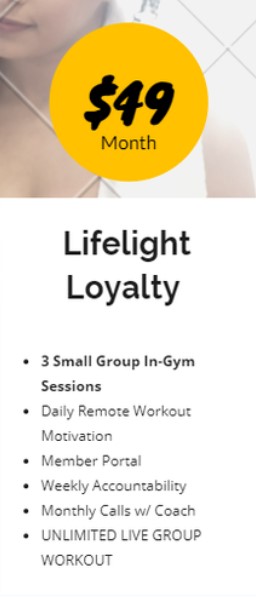 $49
Month
Lifelight
Loyalty
• 3 Small Group In-Gym
Sessions
• Daily Remote Workout
Motivation
• Member Portal
• Weekly Accountability
• Monthly Calls w/ Coach
• UNLIMITED LIVE GROUP
WORKOUT